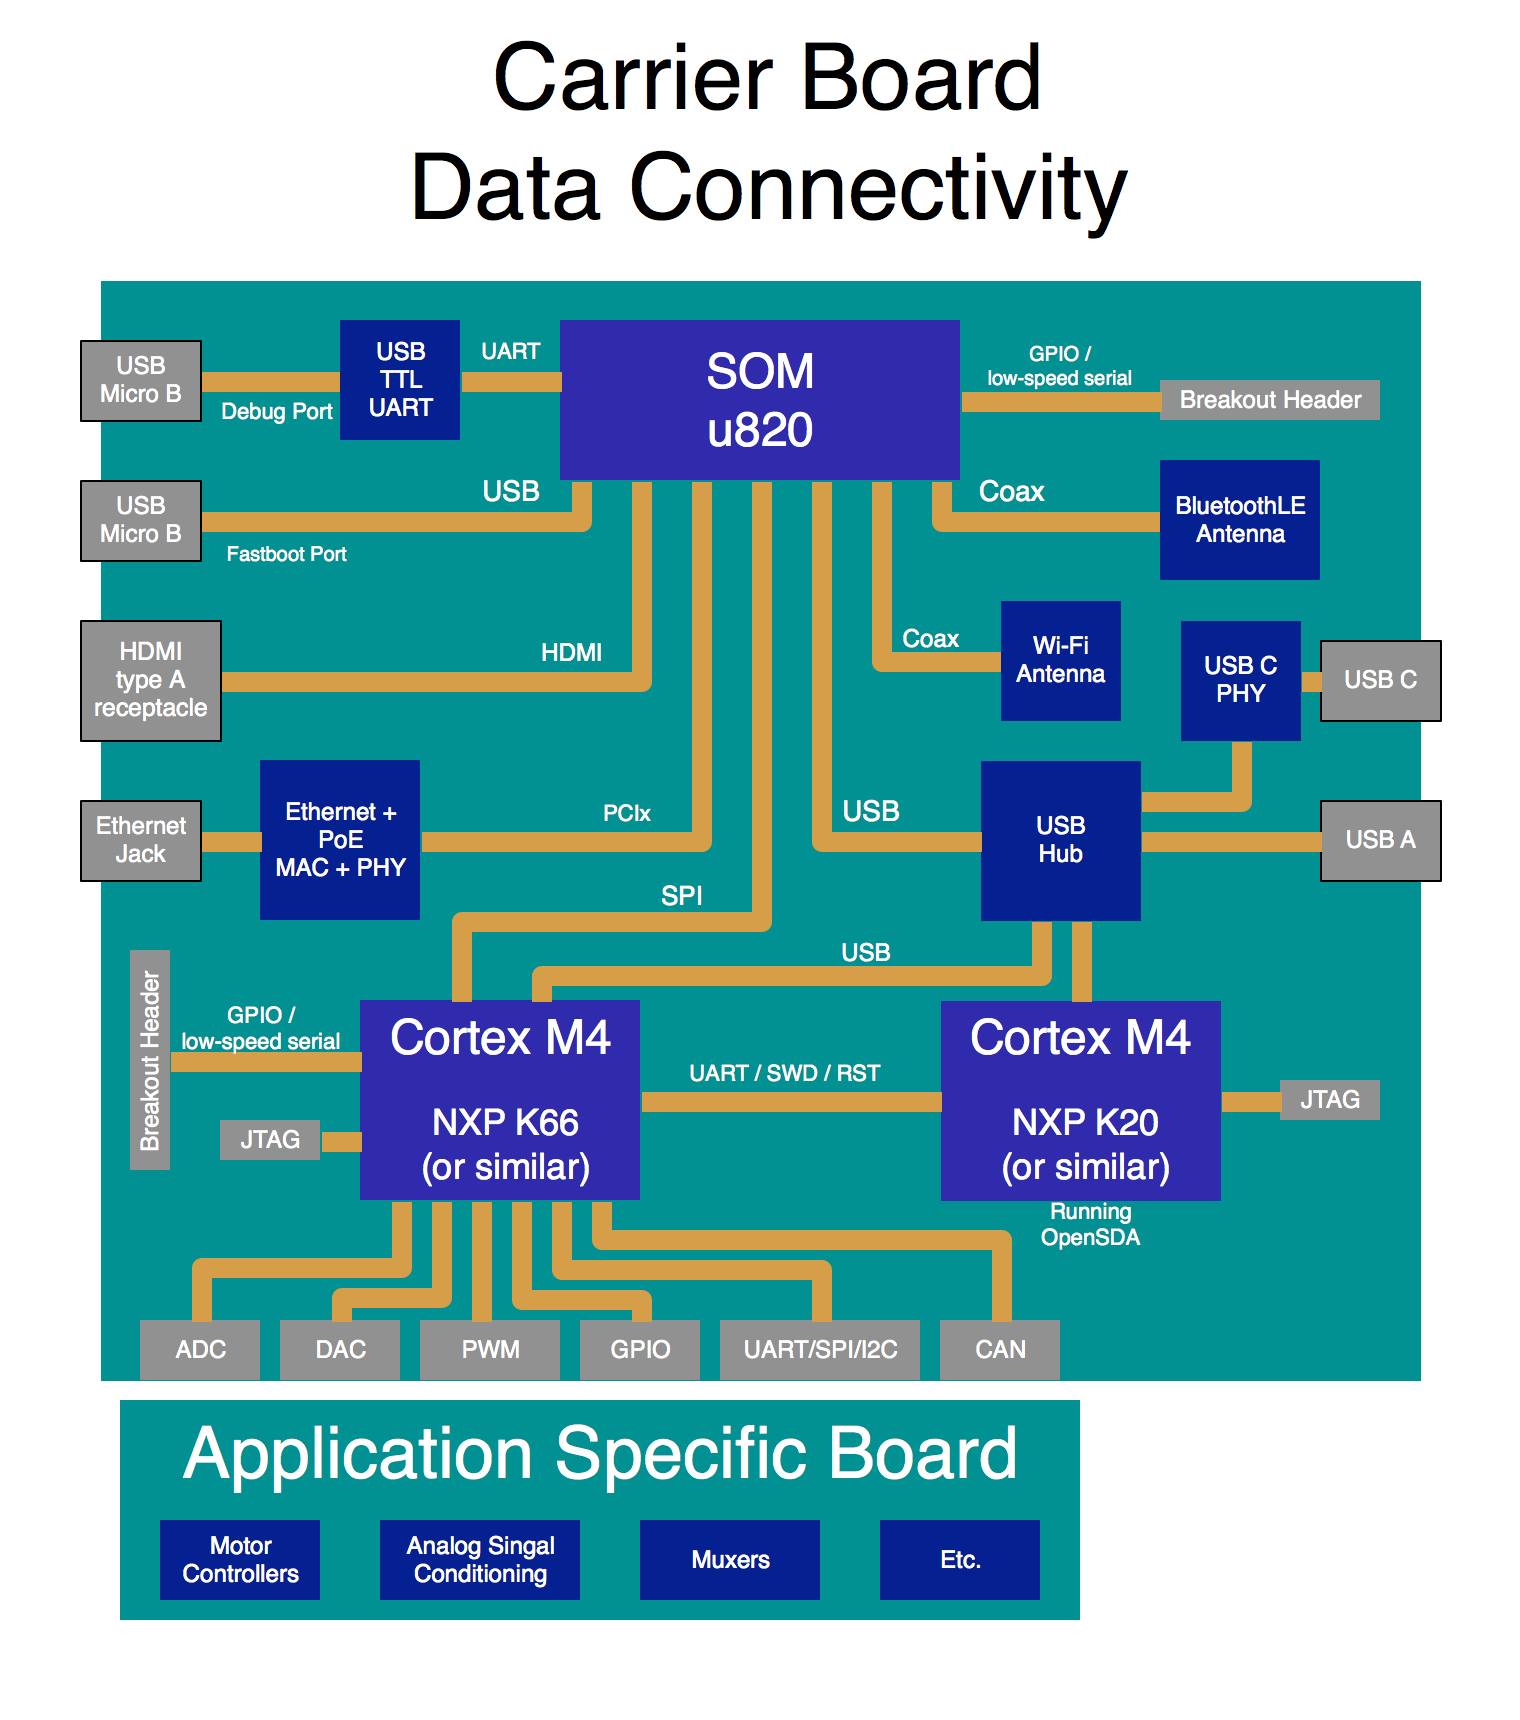 Carrier Board
Data Connectivity
USB
Micro B
Debug Port
USB
TTL
UART
UART
SOM
u820
GPIO /
low-speed serial
Breakout Header
USB
Micro B
Fastboot Port
USB
Coax
BluetoothLE
Antenna
HDMI
type A
receptacle
HDMI
Coax
Wi-Fi
Antenna
USB C
PHY
USB C
Ethernet
Jack
Ethernet +
PoE
MAC + PHY
PCIx
USB
USB
Hub
USB A
SPI
USB
Breakout Header
GPIO /
low-speed serial
JTAG
Cortex M4
NXP K66
(or similar)
UART / SWD / RST
Cortex M4
NXP K20
(or similar)
Running
OpenSDA
JTAG
ADC
DAC
PWM
GPIO
UART/SPI/I2C
CAN
Application Specific Board
Motor
Controllers
Analog Singal
Conditioning
Muxers
Etc.